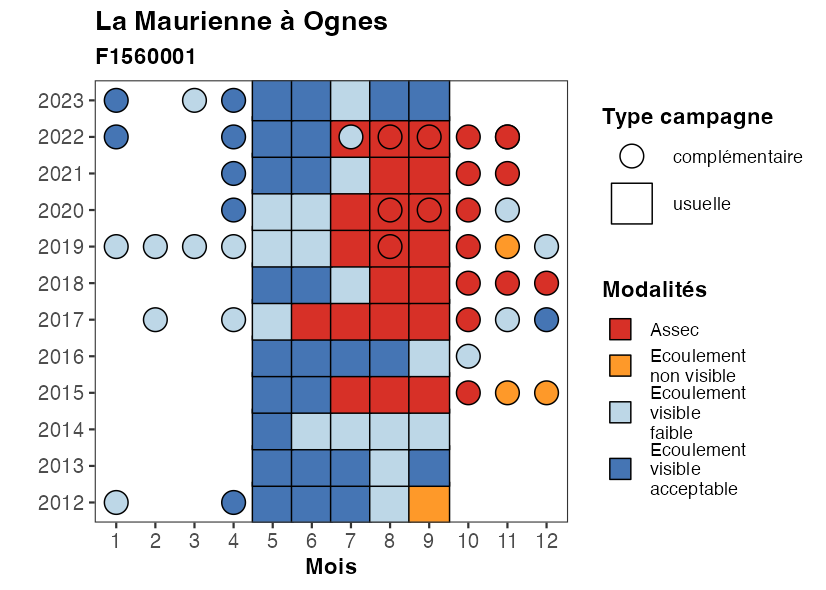 La Maurienne à Ognes
F1560001
2023
2022
2021
2020
2019
2018
2017
2016
2015
2014
2013
2012
1 2 3 4 5 6 7 8 9 10 11 12
Mois
Type campagne
complémentaire
usuelle
Modalités
Assec
Ecoulement
non visible
Ecoulement
visible
faible
Ecoulement
visible
acceptable